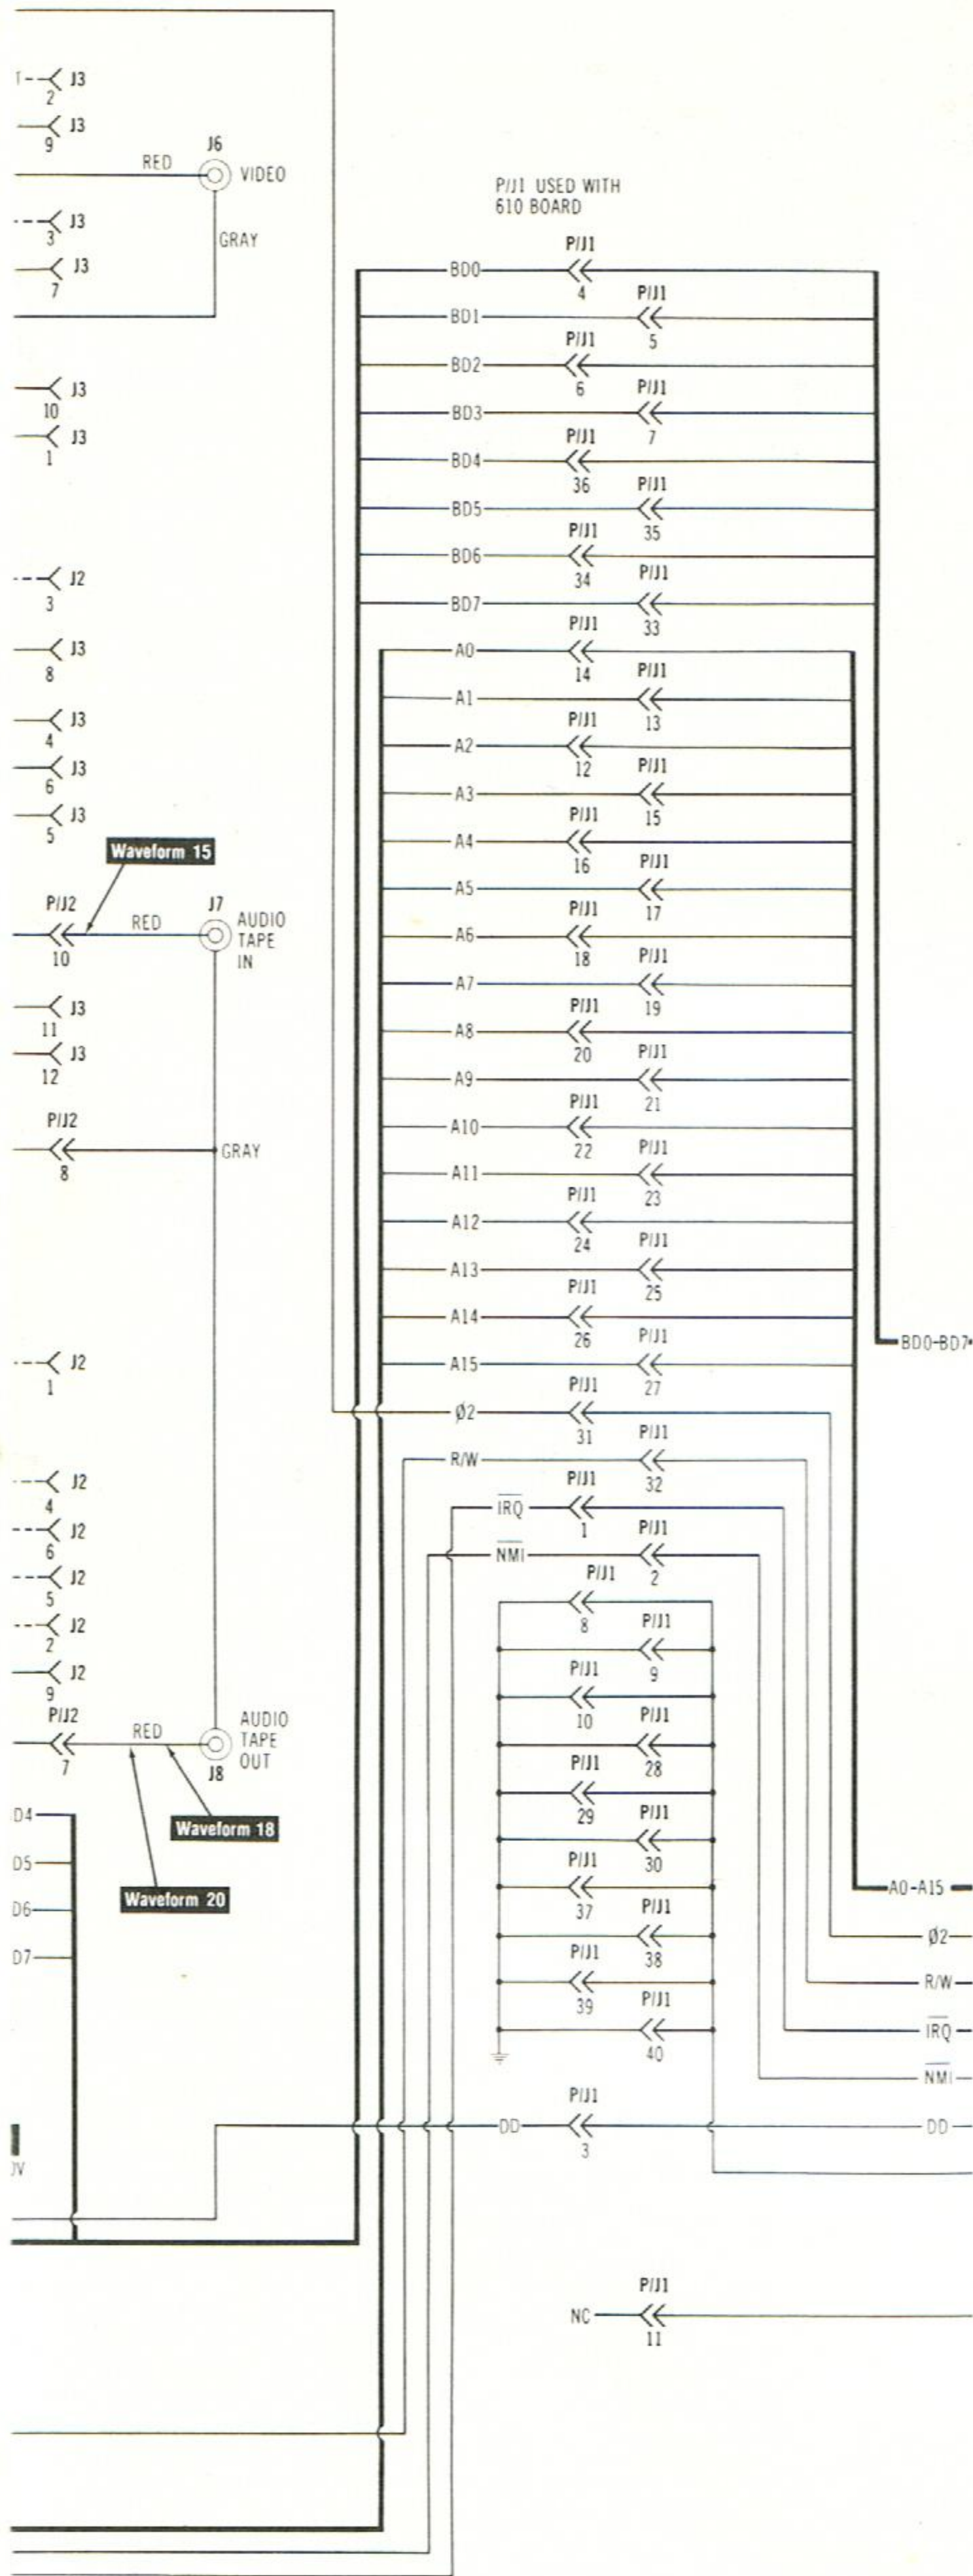 J3
2
J3
9
RED
J6
VIDEO
J3
3
GRAY
J3
7
J3
10
J3
1
J2
3
J3
8
J3
4
J3
6
J3
5
Waveform 15
P/J2
10
RED
J7
AUDIO
TAPE
IN
J3
11
J3
12
P/J2
8
GRAY
J2
1
J2
4
J2
6
J2
5
J2
2
J2
9
P/J2
7
RED
AUDIO
TAPE
OUT
J8
Waveform 18
Waveform 20
D4
D5
D6
D7
P/J1 USED WITH
610 BOARD
BD0 P/J1 4
BD1 P/J1 5
BD2 P/J1 6
BD3 P/J1 7
BD4 P/J1 36
BD5 P/J1 35
BD6 P/J1 34
BD7 P/J1 33
A0 P/J1 14
A1 P/J1 13
A2 P/J1 12
A3 P/J1 15
A4 P/J1 16
A5 P/J1 17
A6 P/J1 18
A7 P/J1 19
A8 P/J1 20
A9 P/J1 21
A10 P/J1 22
A11 P/J1 23
A12 P/J1 24
A13 P/J1 25
A14 P/J1 26
A15 P/J1 27
Ø2 P/J1 31
R/W P/J1 32
IRQ P/J1 1
NMI P/J1 2
P/J1 8
P/J1 9
P/J1 10
P/J1 28
P/J1 29
P/J1 30
P/J1 37
P/J1 38
P/J1 39
P/J1 40
DD P/J1 3
NC P/J1 11
BD0-BD7
A0-A15
Ø2
R/W
IRQ
NMI
DD